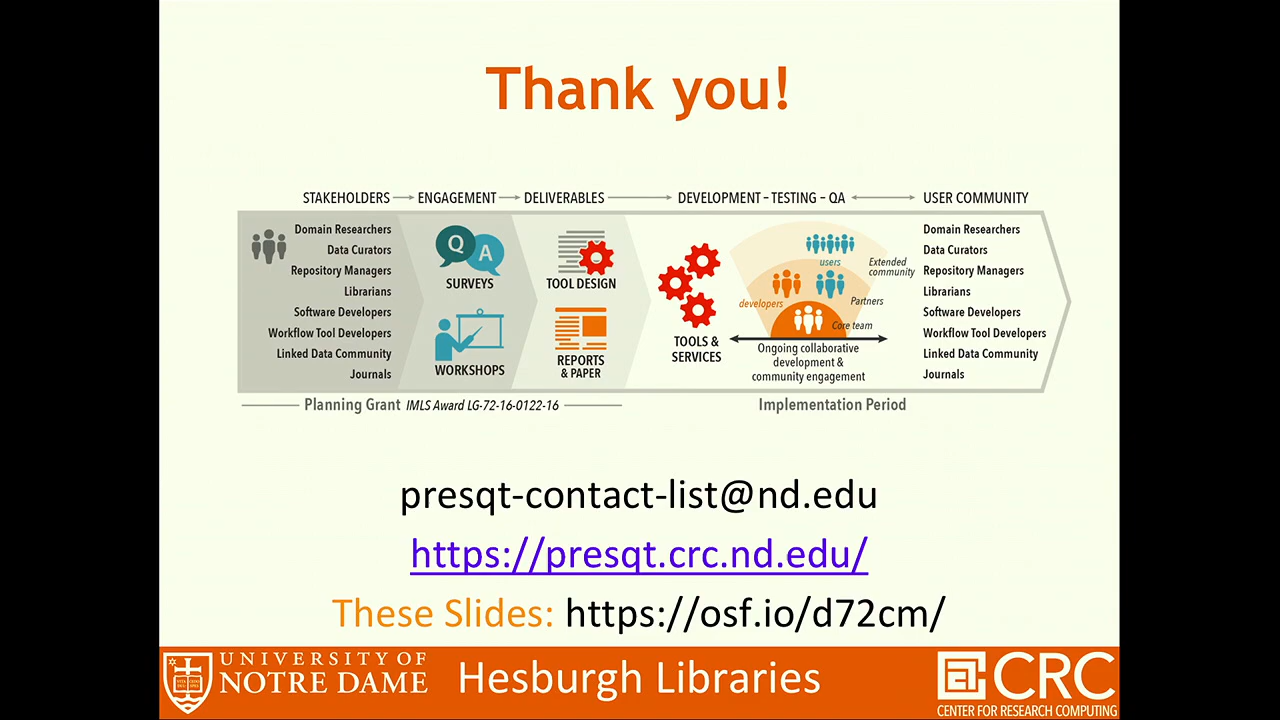 Thank you!
STAKEHOLDERS
ENGAGEMENT
DELIVERABLES
DEVELOPMENT – TESTING – QA
USER COMMUNITY
Domain Researchers
Data Curators
Repository Managers
Librarians
Software Developers
Workflow Tool Developers
Linked Data Community
Journals
Q
A
SURVEYS
WORKSHOPS
TOOL DESIGN
REPORTS
& PAPER
TOOLS &
SERVICES
users
Extended
community
developers
Partners
Core team
Ongoing collaborative
development &
community engagement
Domain Researchers
Data Curators
Repository Managers
Librarians
Software Developers
Workflow Tool Developers
Linked Data Community
Journals
Planning Grant IMLS Award LG-72-16-0122-16
Implementation Period
presqt-contact-list@nd.edu
https://presqt.crc.nd.edu/
These Slides: https://osf.io/d72cm/
UNIVERSITY OF
NOTRE DAME
Hesburgh Libraries
CRC
CENTER FOR RESEARCH COMPUTING